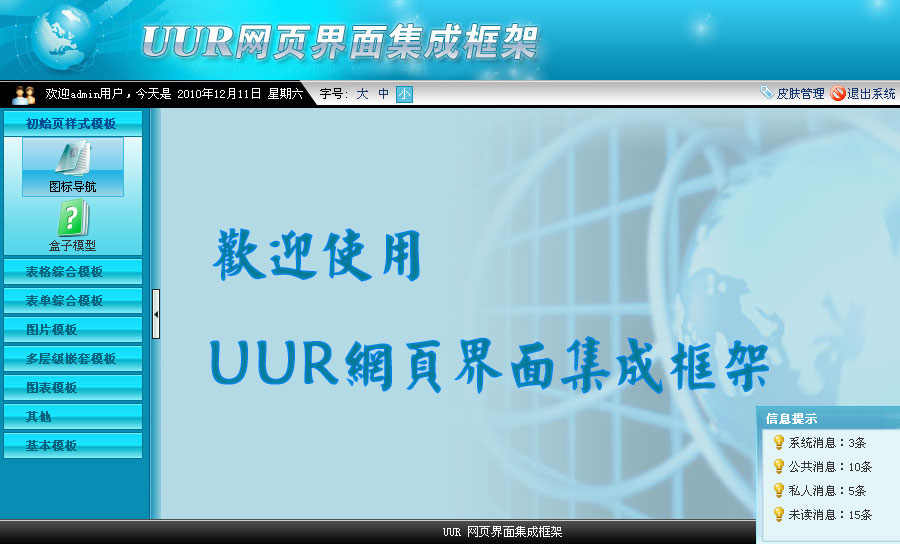 UUR网页界面集成框架
欢迎admin用户，今天是 2010年12月11日 星期六 字号: 大 中 小 皮肤管理 退出系统
初始页样式模板
图标导航
盒子模型
表格综合模板
表单综合模板
图片模板
多层级嵌套模板
图表模板
其他
基本模板
歡迎使用
UUR網頁界面集成框架
信息提示
系统消息：3条
公共消息：10条
私人消息：5条
未读消息：15条
UUR 网页界面集成框架